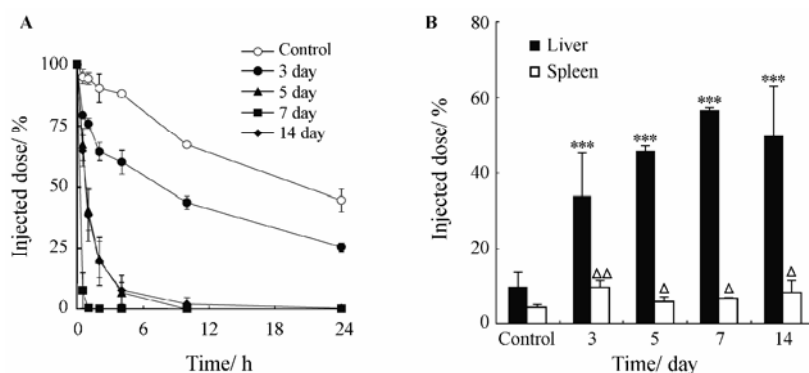 A
Injected dose/ %
100
75
50
25
0
0
6
12
18
24
Time/ h
Control
3 day
5 day
7 day
14 day
B
Injected dose/ %
80
60
40
20
0
Liver
Spleen
***
***
***
***
ΔΔ
Δ
Δ
Δ
Control 3 5 7 14
Time/ day